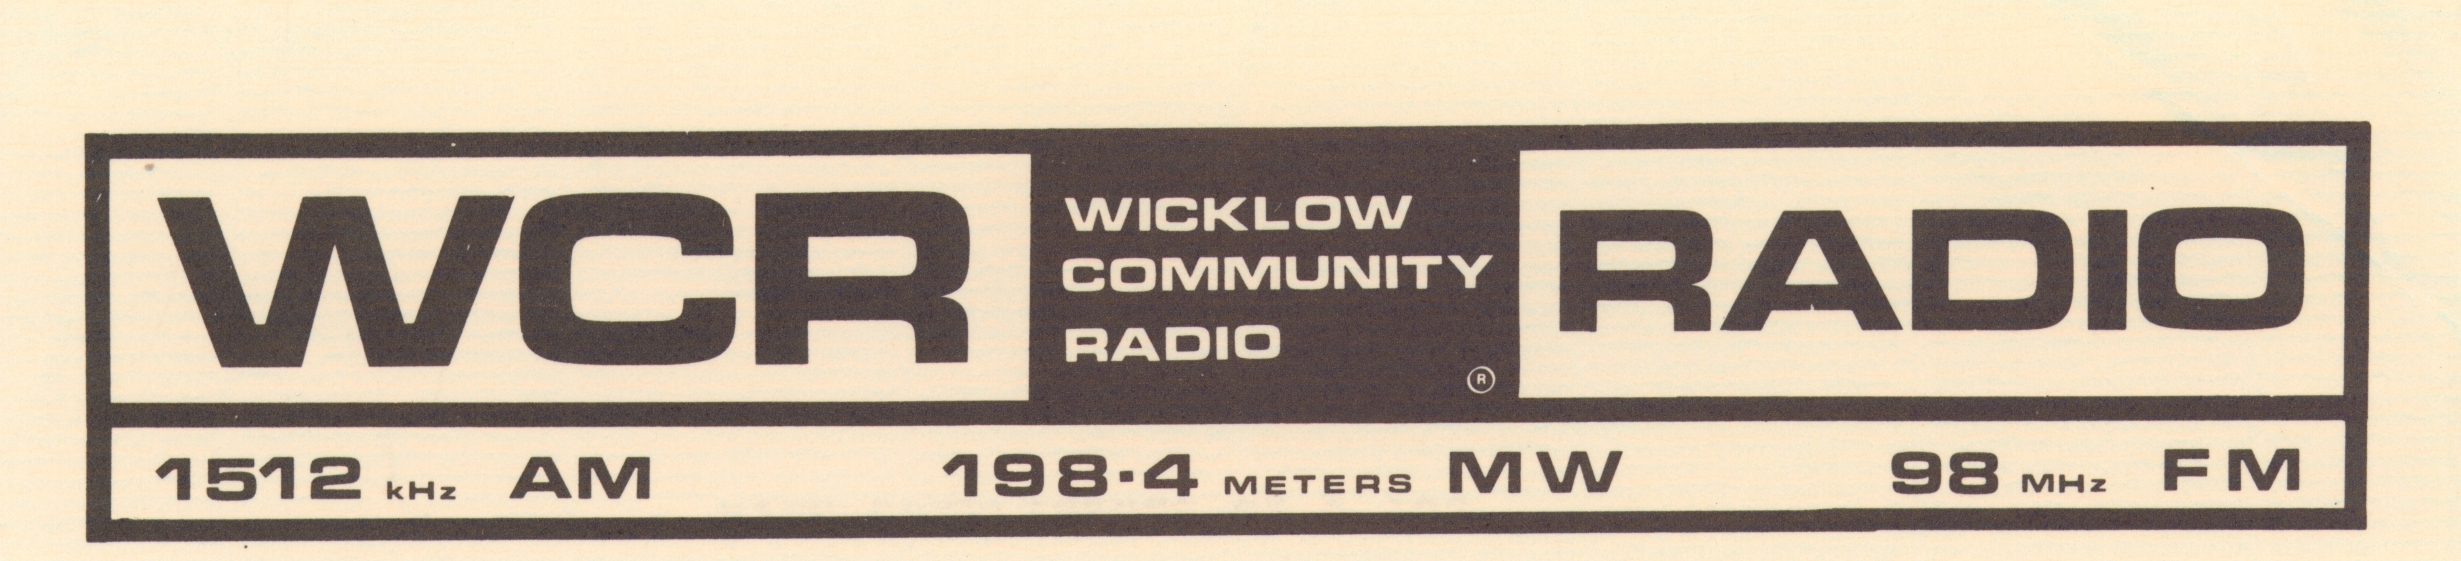 WCR
WICKLOW
COMMUNITY
RADIO
®
RADIO
1512 kHz AM 198·4 METERS MW 98 MHz FM